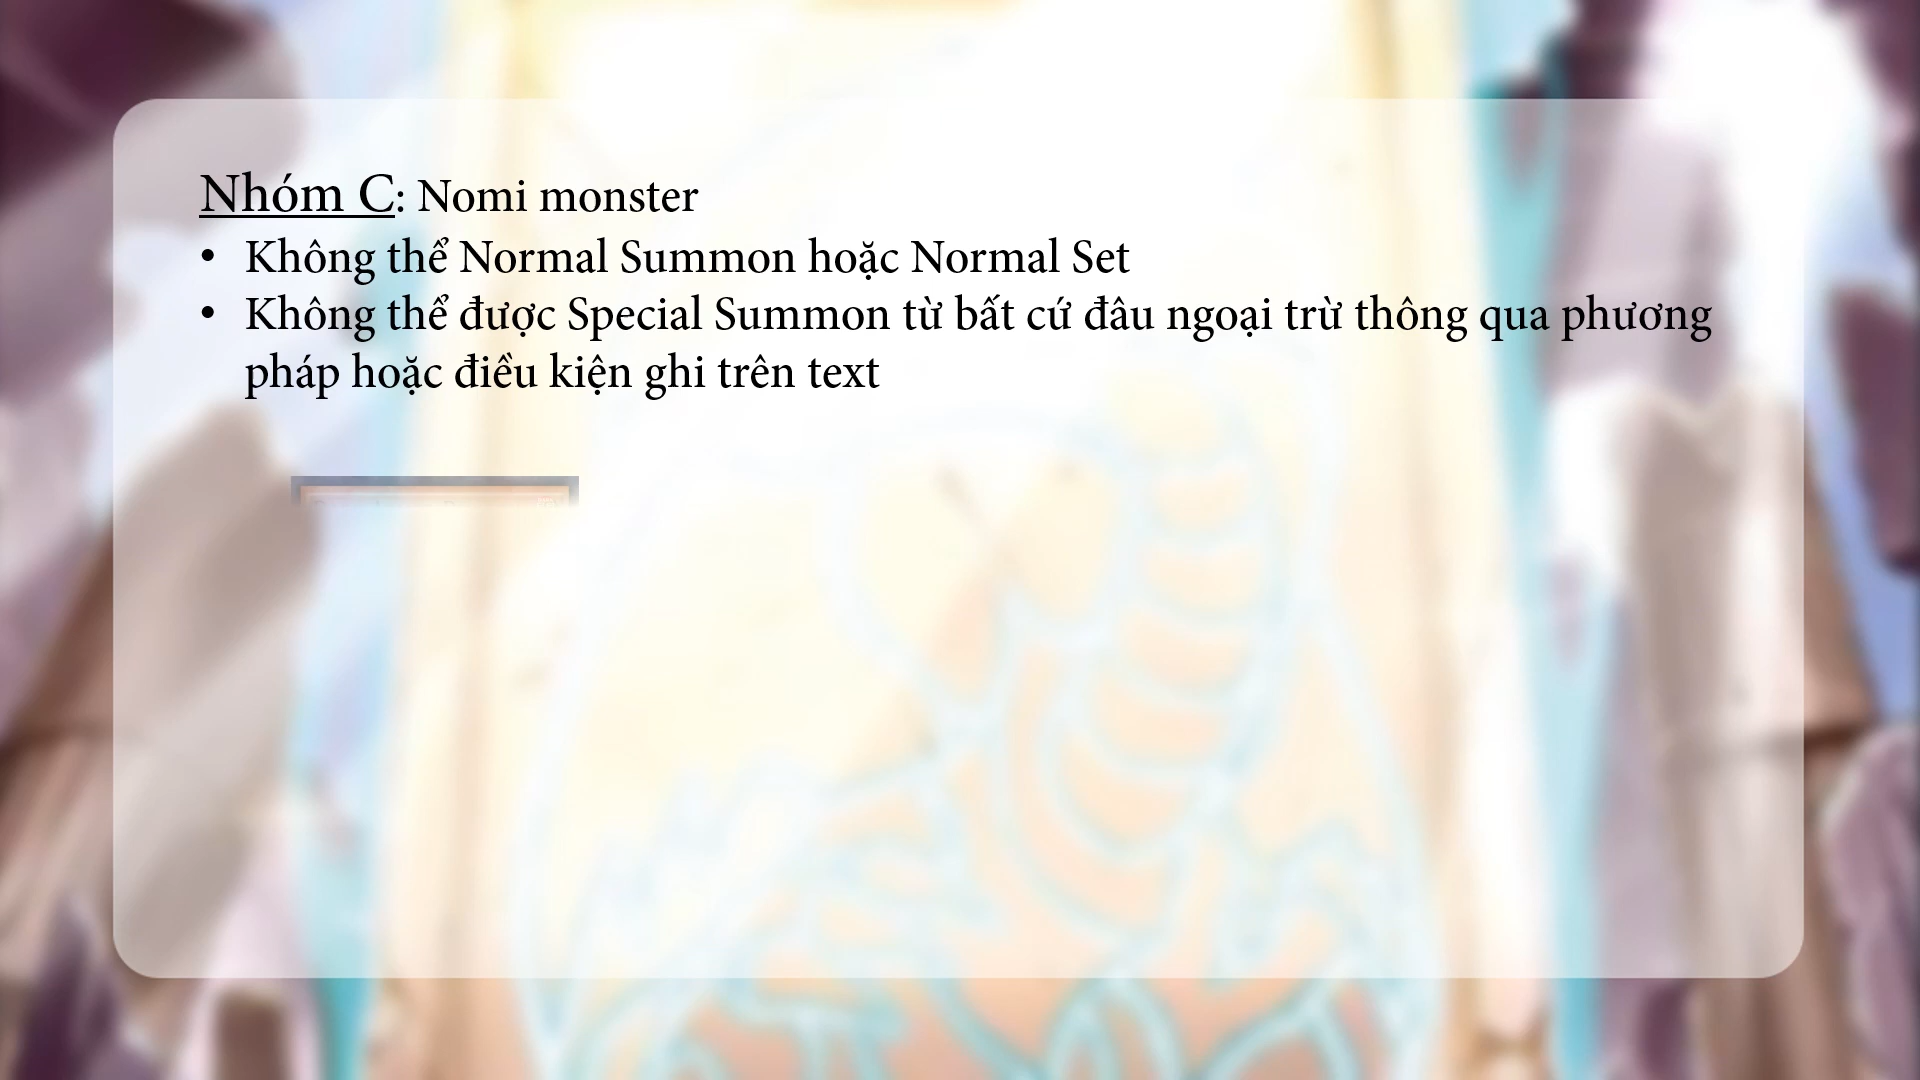 Nhóm C: Nomi monster
• Không thể Normal Summon hoặc Normal Set
• Không thể được Special Summon từ bất cứ đâu ngoại trừ thông qua phương
pháp hoặc điều kiện ghi trên text